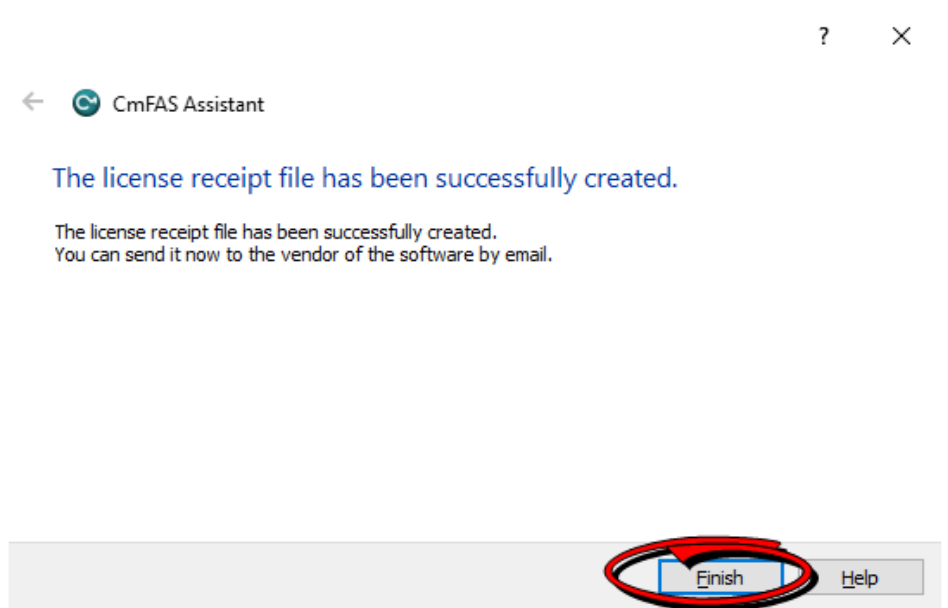 ?
CmFAS Assistant
The license receipt file has been successfully created.
The license receipt file has been successfully created.
You can send it now to the vendor of the software by email.
Finish
Help